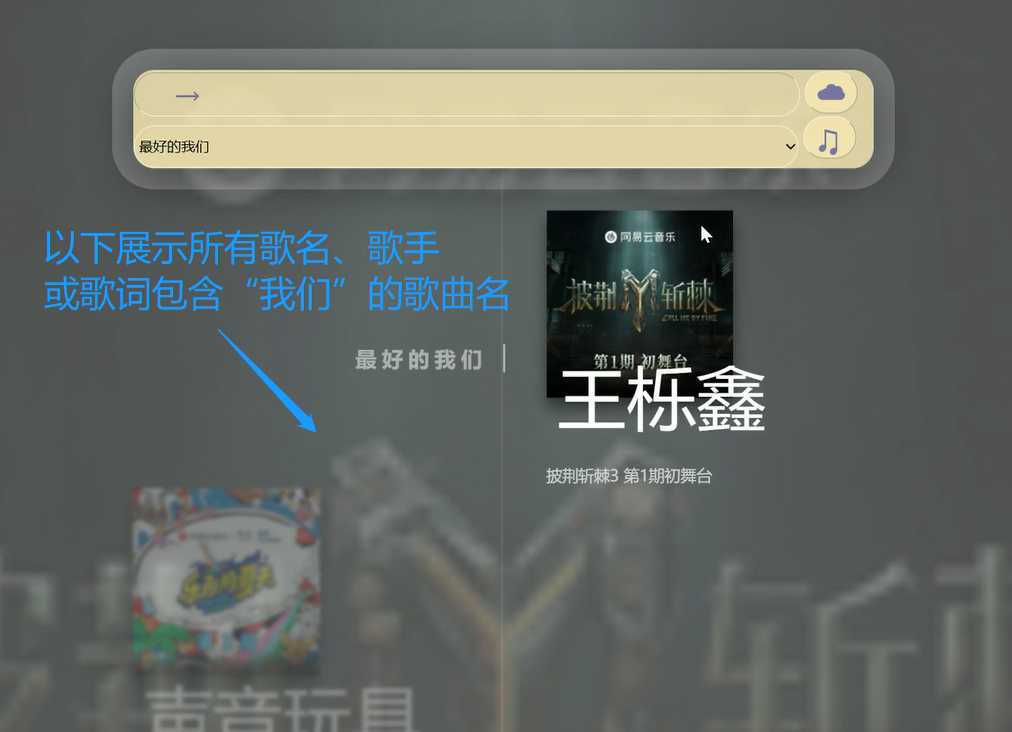 →
最好的我们
以下展示所有歌名、歌手
或歌词包含“我们”的歌曲名
网易云音乐
披荆斩棘
CALL ME BY FIRE
第1期 初舞台
最好的我们
王栎鑫
披荆斩棘3 第1期初舞台
乐雨的夏天
声音玩具